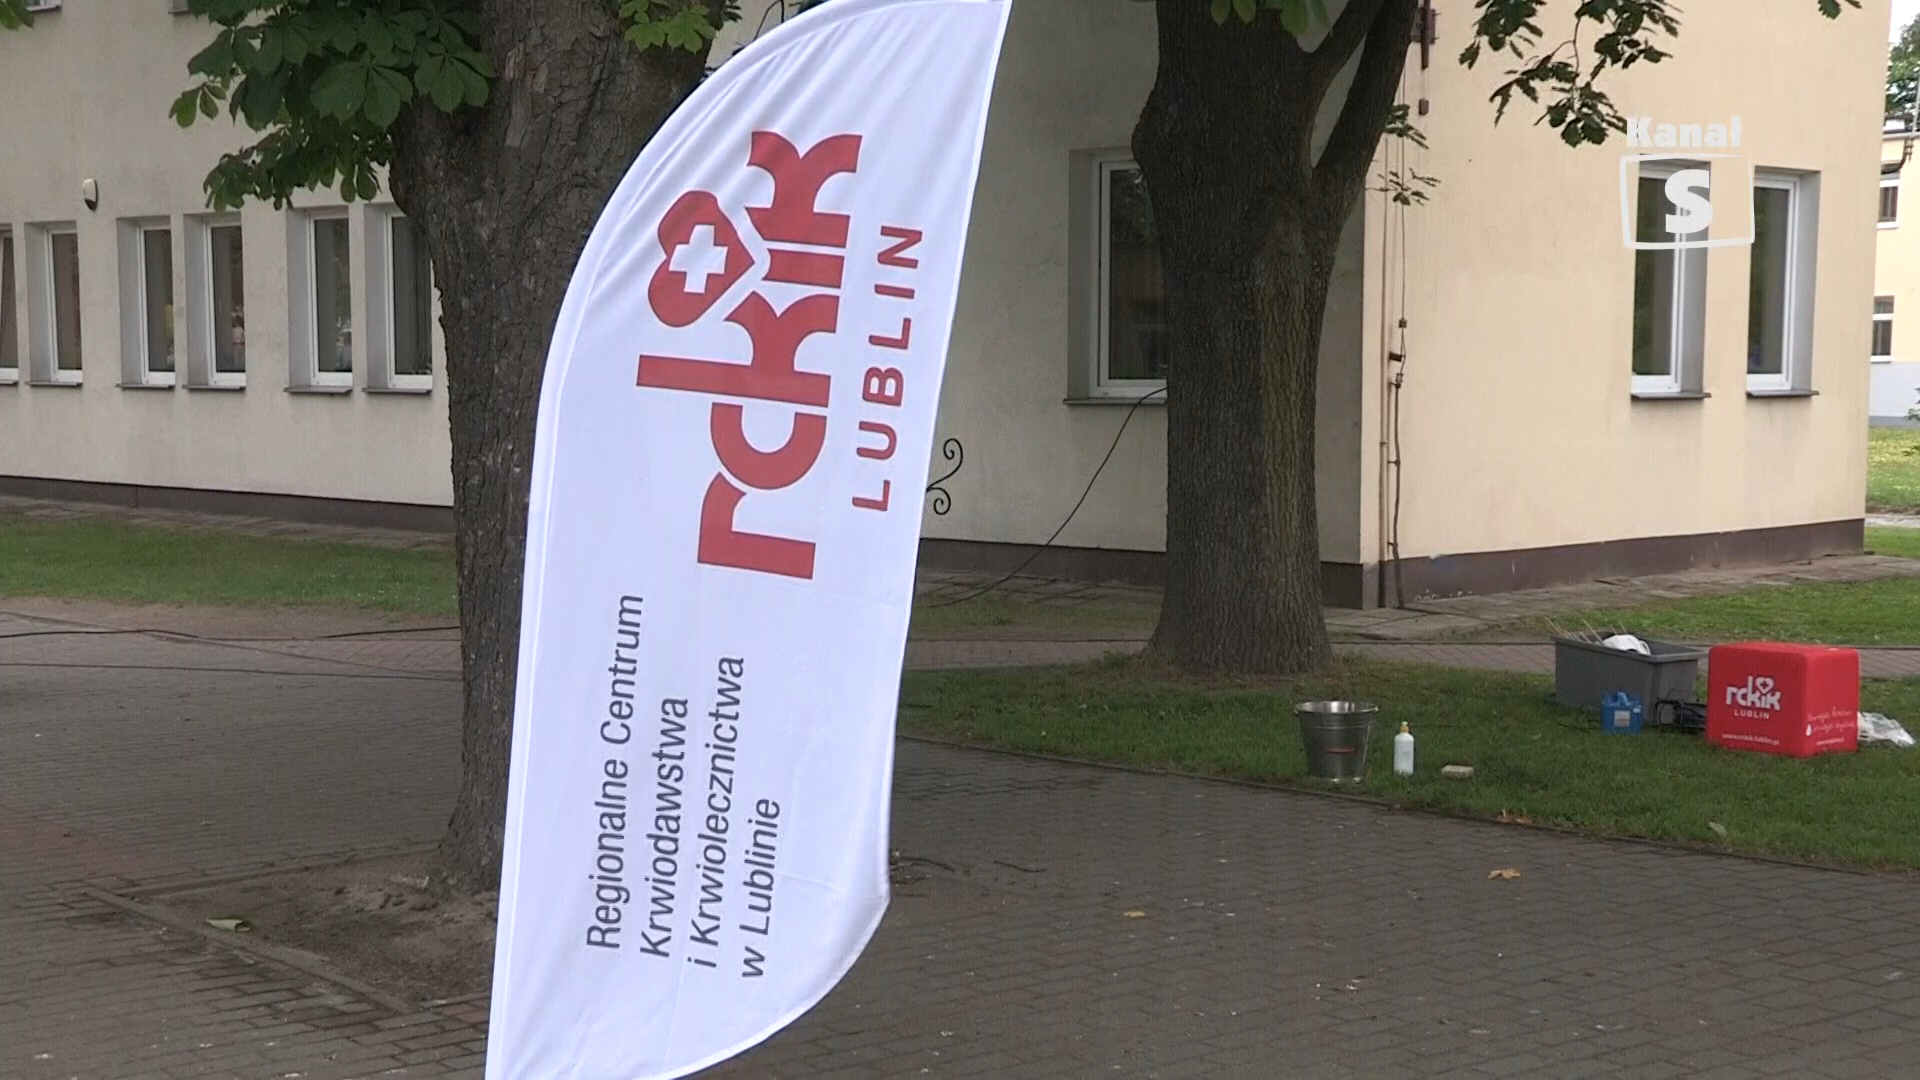 rckik
LUBLIN
Regionalne Centrum
Krwiodawstwa
i Krwiolecznictwa
w Lublinie
Kanał
S
rckik
LUBLIN